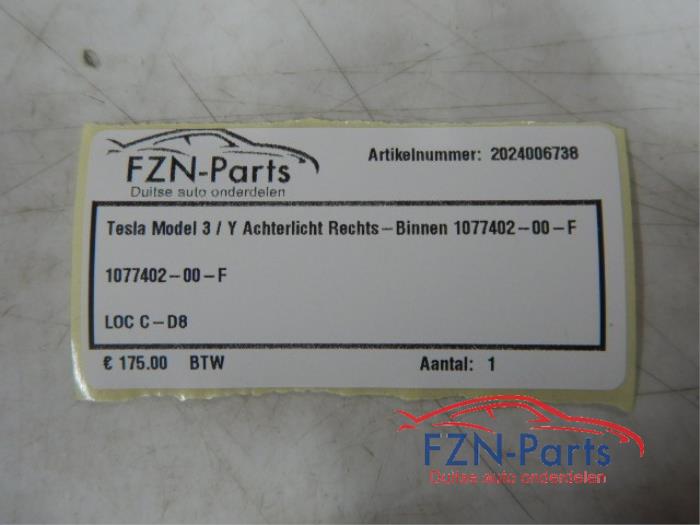 FZN-Parts
Duitse auto onderdelen
Artikelnummer: 2024006738
Tesla Model 3 / Y Achterlicht Rechts-Binnen 1077402-00-F
1077402-00-F
LOC C-D8
€ 175.00 BTW
Aantal: 1
FZN-Parts
Duitse auto onderdelen